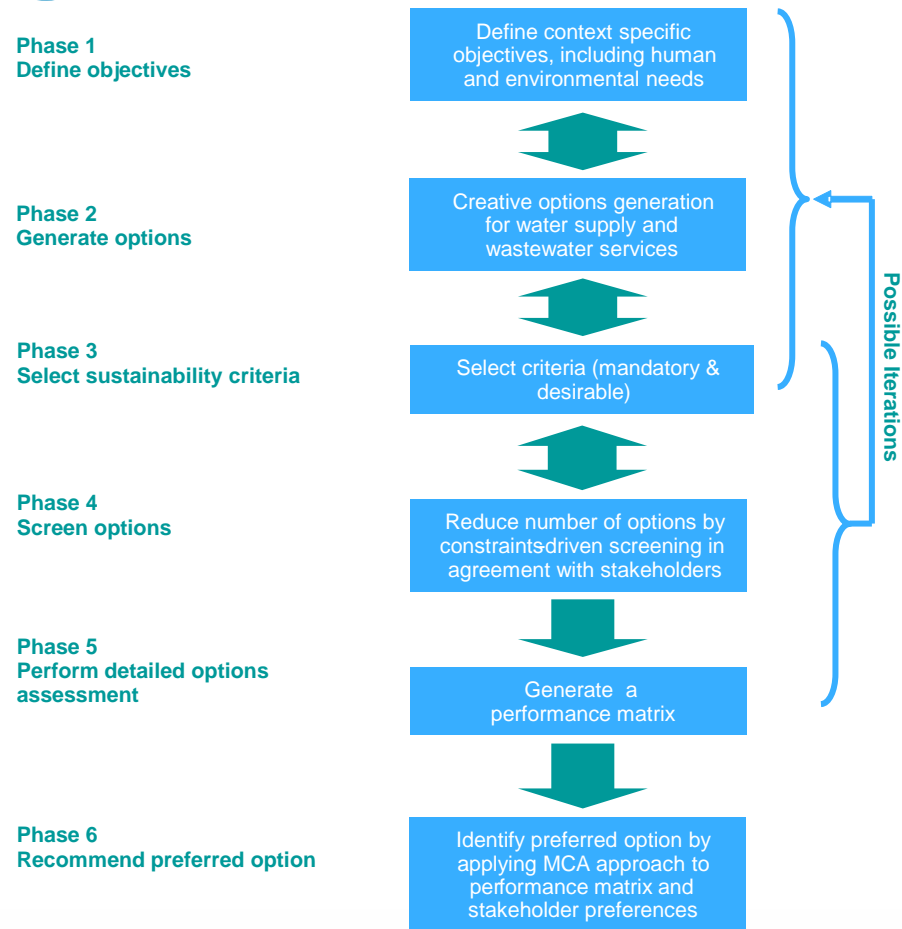 Phase 1
Define objectives
Define context specific
objectives, including human
and environmental needs
Phase 2
Generate options
Creative options generation
for water supply and
wastewater services
Phase 3
Select sustainability criteria
Select criteria (mandatory &
desirable)
Possible Iterations
Phase 4
Screen options
Reduce number of options by
constraints-driven screening in
agreement with stakeholders
Phase 5
Perform detailed options
assessment
Generate a
performance matrix
Phase 6
Recommend preferred option
Identify preferred option by
applying MCA approach to
performance matrix and
stakeholder preferences